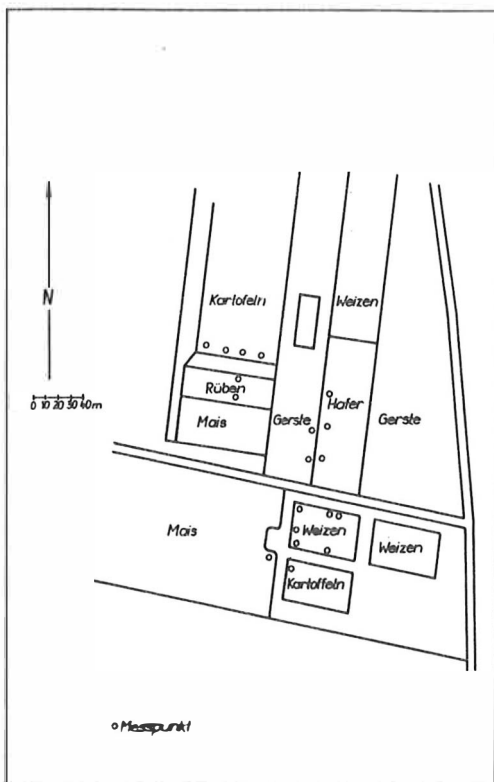 N
Kartofeln
Weizen
0 10 20 30 40m
Rüben
Hafer
Mais
Gerste
Gerste
Mais
Weizen
Weizen
Kartoffeln
Messpunkt